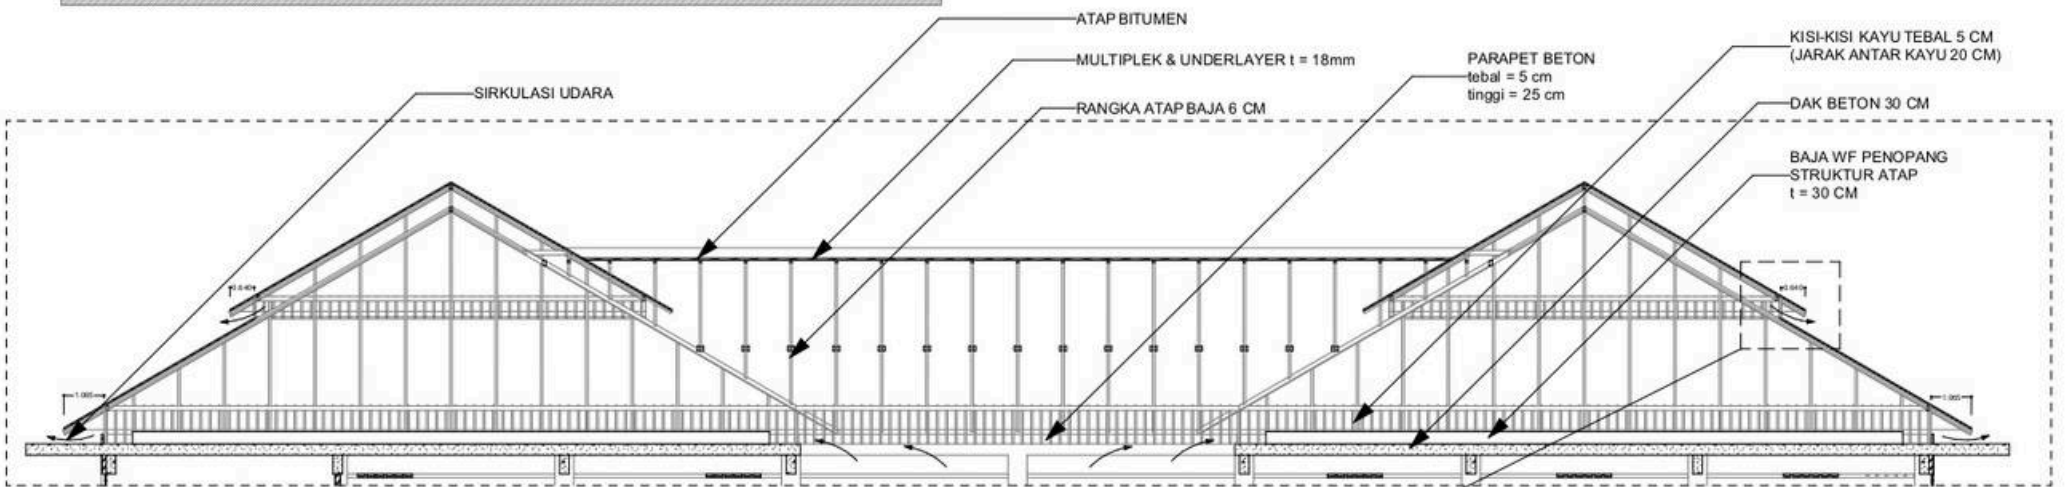 ATAP BITUMEN
MULTIPLEK & UNDERLAYER t = 18mm
SIRKULASI UDARA
RANGKA ATAP BAJA 6 CM
PARAPET BETON
tebal = 5 cm
tinggi = 25 cm
KISI-KISI KAYU TEBAL 5 CM
(JARAK ANTAR KAYU 20 CM)
DAK BETON 30 CM
BAJA WF PENOPANG
STRUKTUR ATAP
t = 30 CM